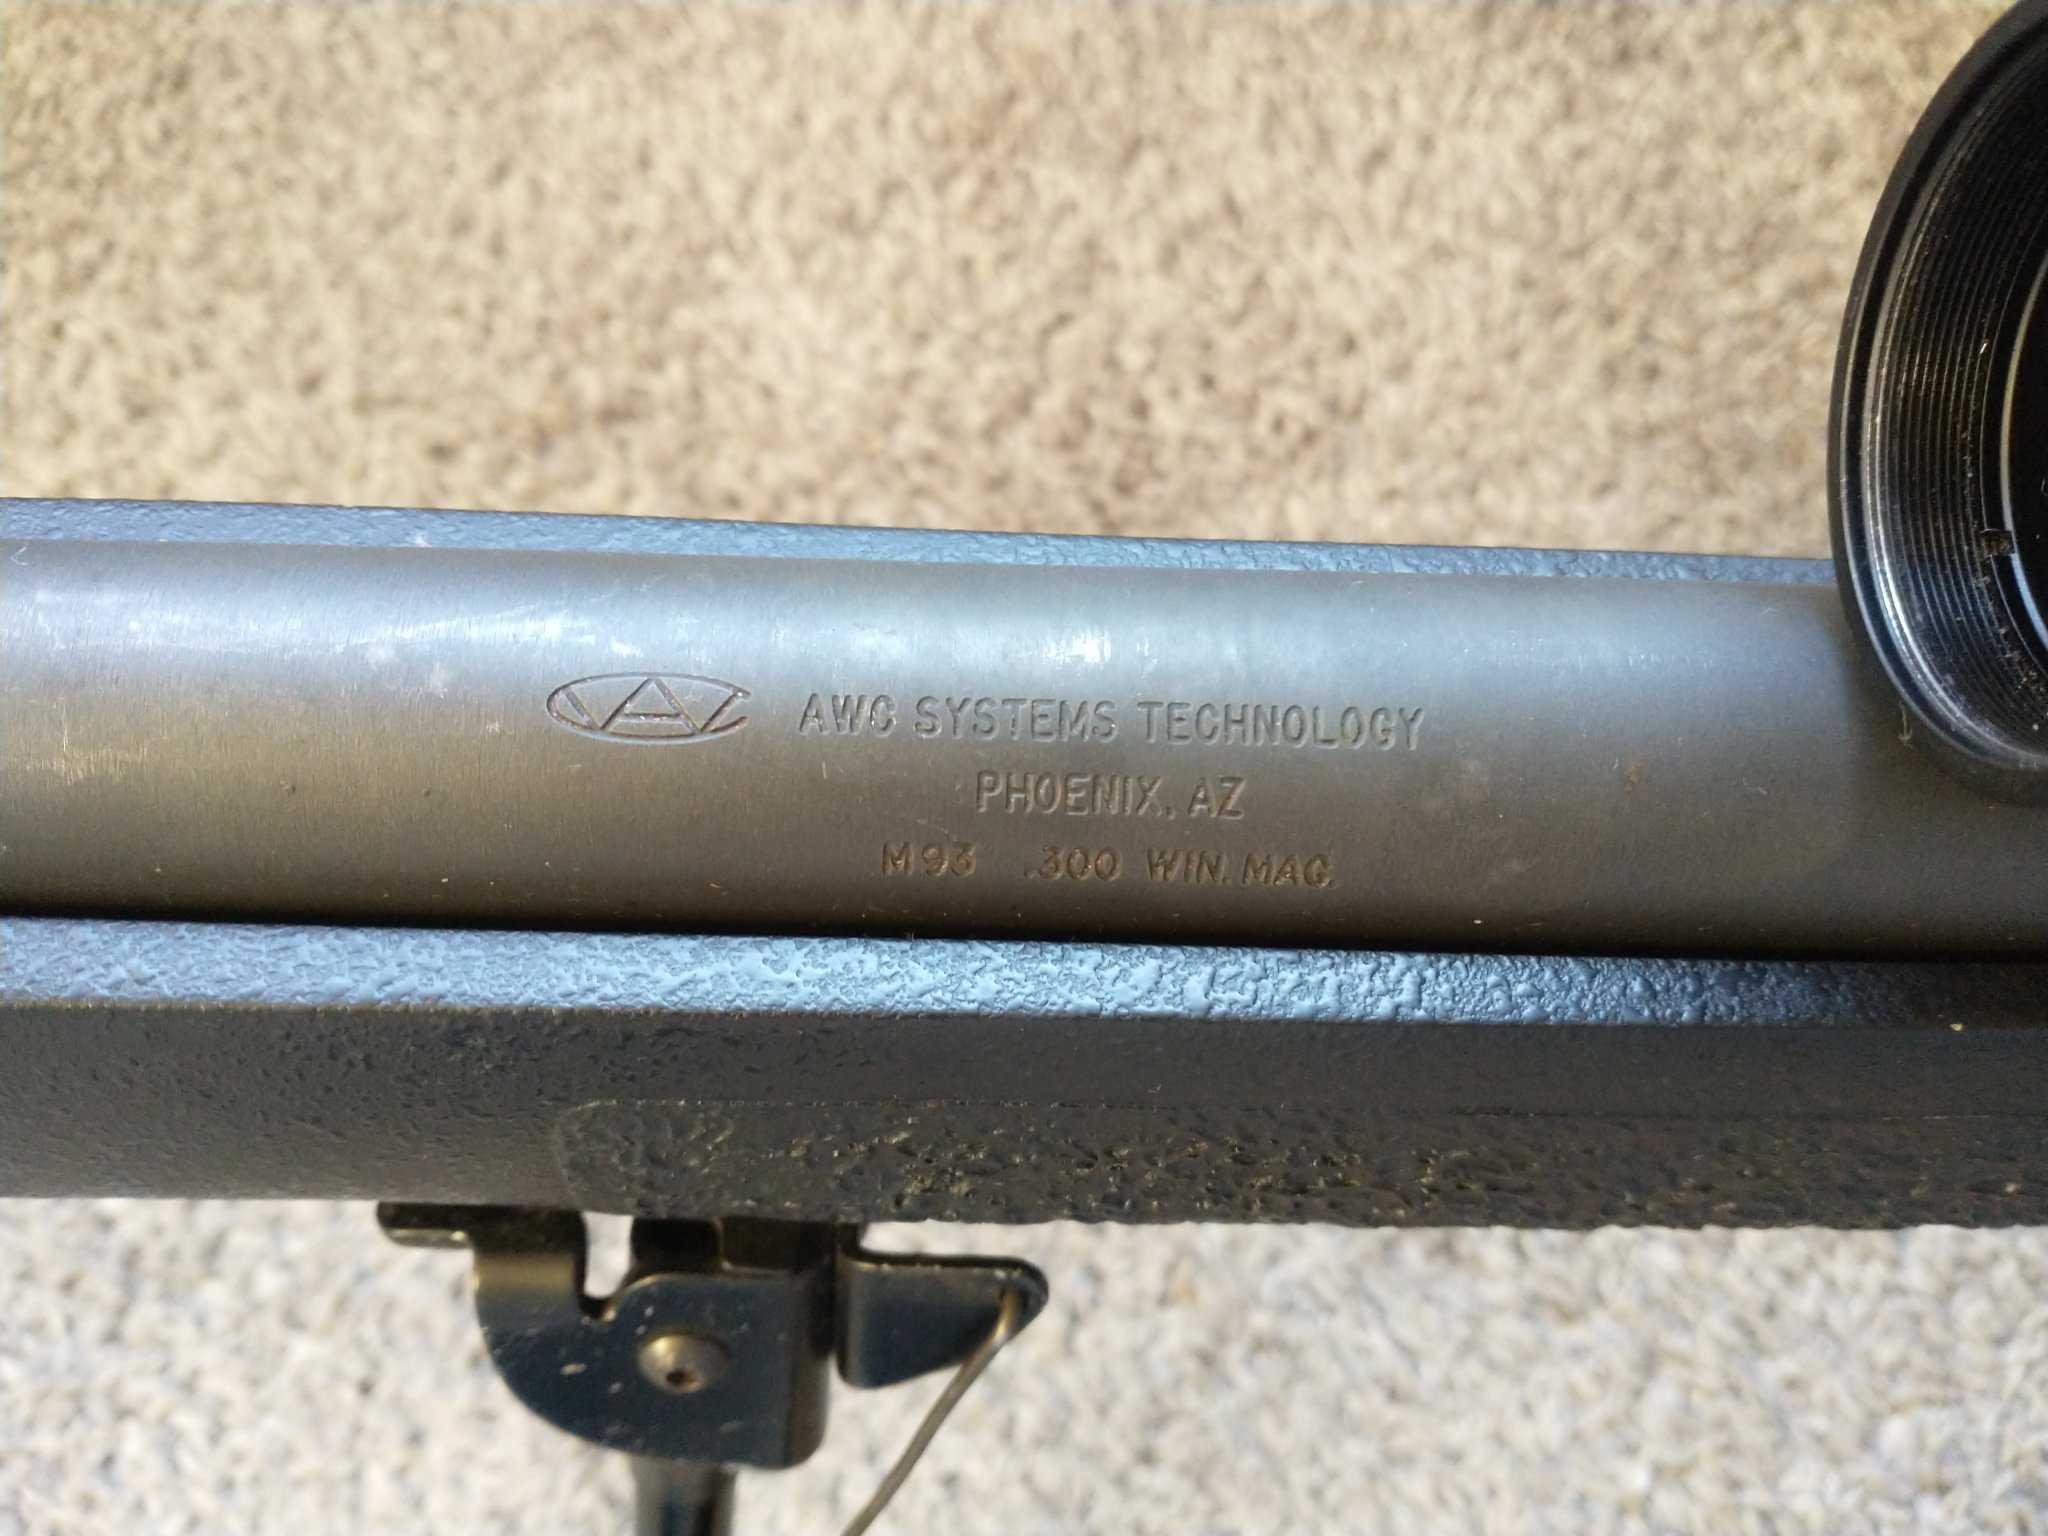 AWC SYSTEMS TECHNOLOGY
PHOENIX, AZ
M93 .300 WIN. MAG.